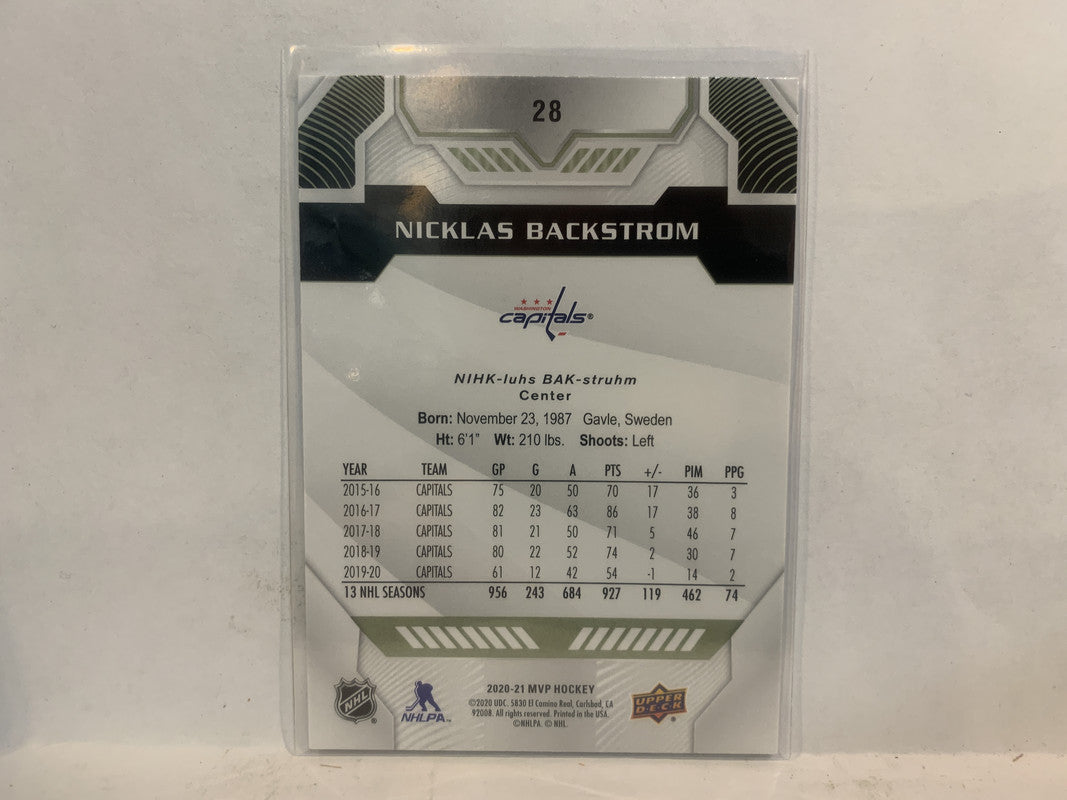 28
NICKLAS BACKSTROM
WASHINGTON
capitals®
NIHK-luhs BAK-struhm
Center
Born: November 23, 1987 Gavle, Sweden
Ht: 6'1" Wt: 210 lbs. Shoots: Left
YEAR TEAM GP G A PTS +/- PIM PPG
2015-16 CAPITALS 75 20 50 70 17 36 3
2016-17 CAPITALS 82 23 63 86 17 38 8
2017-18 CAPITALS 81 21 50 71 5 46 7
2018-19 CAPITALS 80 22 52 74 2 30 7
2019-20 CAPITALS 61 12 42 54 -1 14 2
13 NHL SEASONS 956 243 684 927 119 462 74
2020-21 MVP HOCKEY
©2020 UDC. 5830 El Camino Real, Carlsbad, CA
92008. All rights reserved. Printed in the USA.
©NHLPA. © NHL.
NHL
NHLPA™
UPPER
DECK